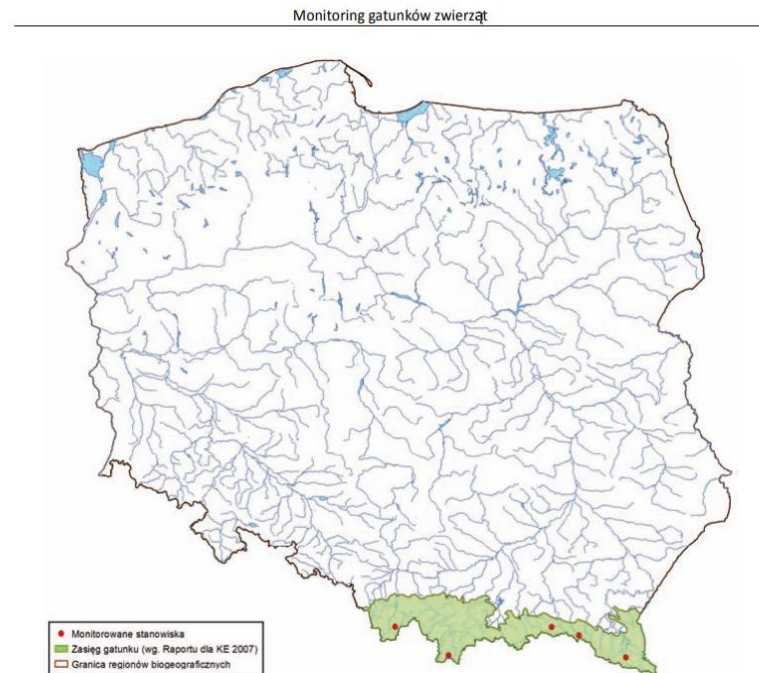 Monitoring gatunków zwierząt
Monitorowane stanowiska
Zasięg gatunku (wg. Raportu dla KE 2007)
Granica regionów biogeograficznych